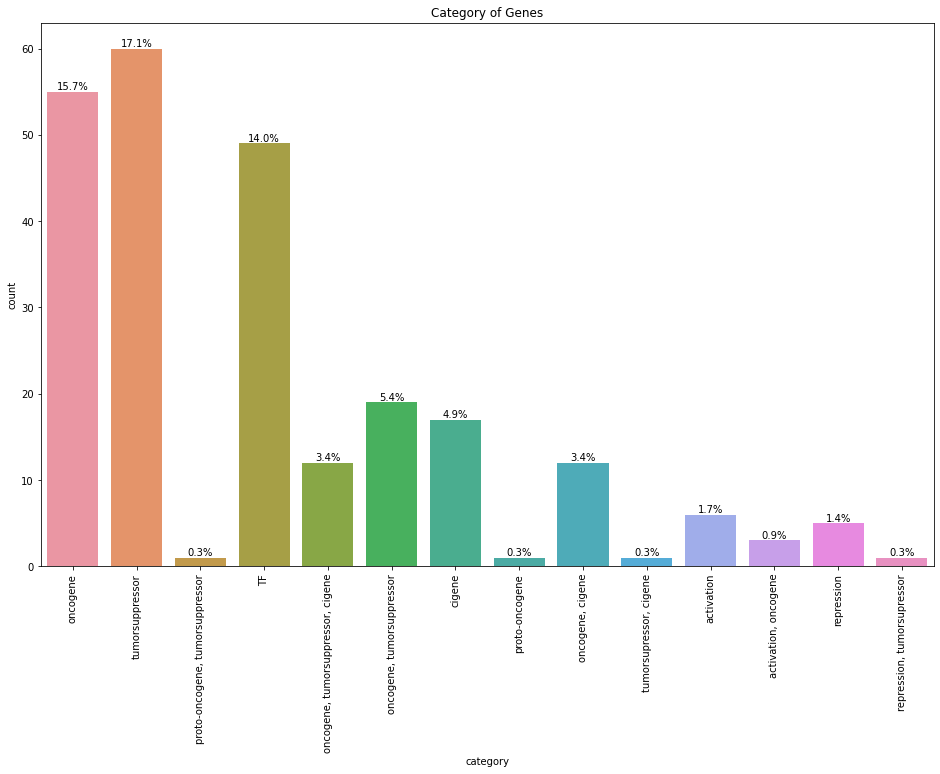 Category of Genes
count
60
50
40
30
20
10
0
15.7%
17.1%
0.3%
14.0%
3.4%
5.4%
4.9%
0.3%
3.4%
0.3%
1.7%
0.9%
1.4%
0.3%
oncogene
tumorsuppressor
proto-oncogene, tumorsuppressor
TF
oncogene, tumorsuppressor, cigene
oncogene, tumorsuppressor
cigene
proto-oncogene
oncogene, cigene
tumorsupressor, cigene
activation
activation, oncogene
repression
repression, tumorsupressor
category